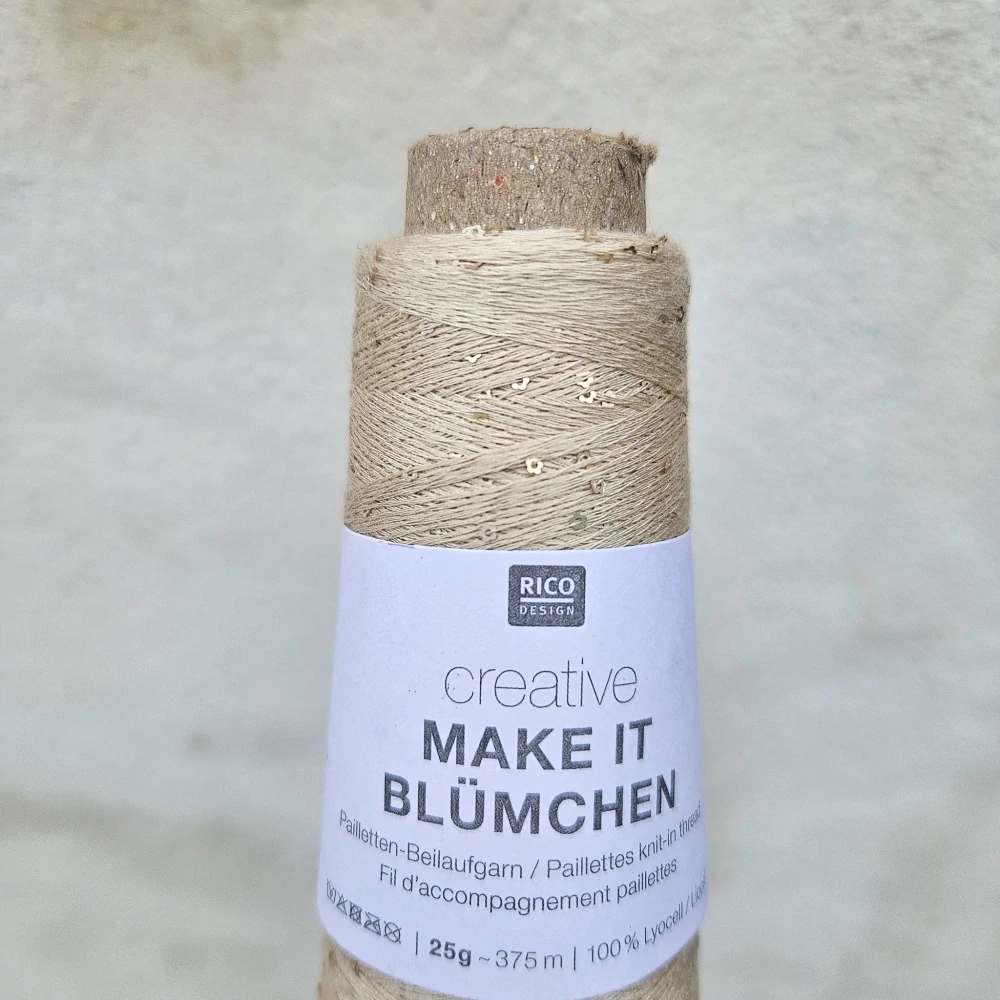 RICO
DESIGN
creative
MAKE IT
BLÜMCHEN
Pailletten-Beilaufgarn / Paillettes knit-in thread
Fil d'accompagnement paillettes
25g ~ 375 m | 100 % Lyocell /